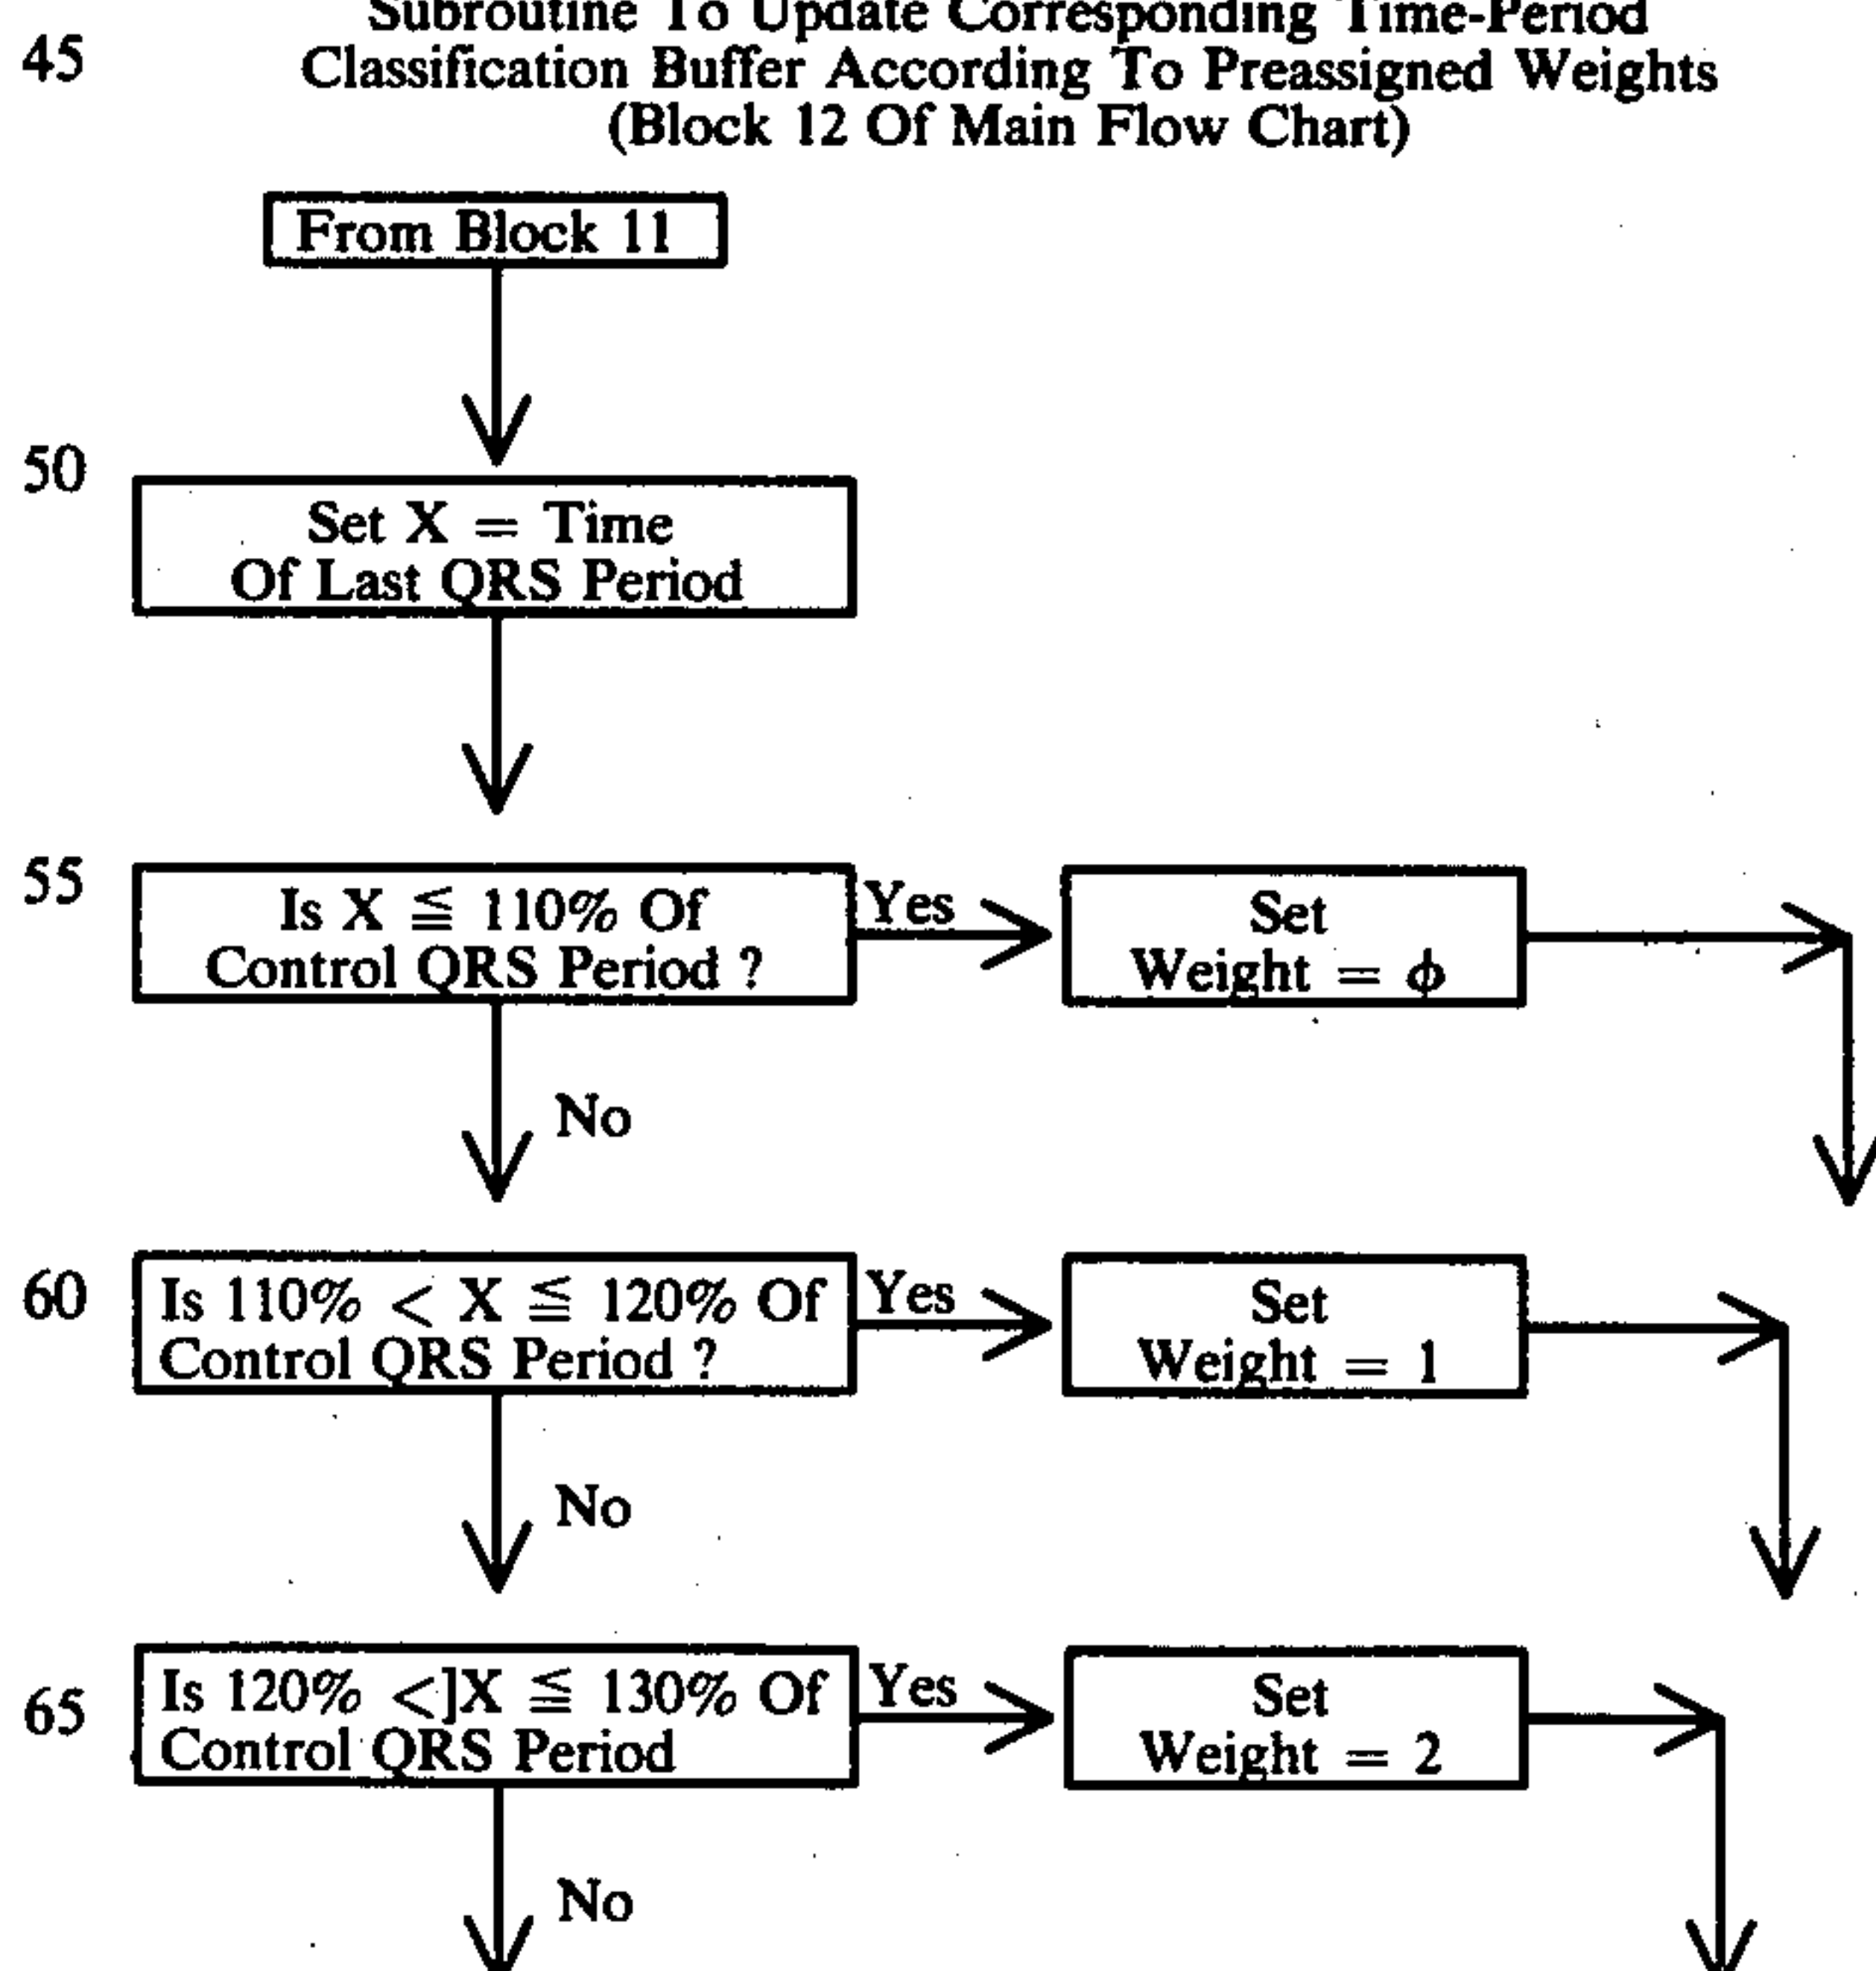 Subroutine To Update Corresponding Time-Period
45
Classification Buffer According To Preassigned Weights
(Block 12 Of Main Flow Chart)
From Block 11
50
Set X = Time
Of Last QRS Period
55
Is X ≦ 110% Of
Control QRS Period ?
Yes
Set
Weight = ϕ
No
60
Is 110% < X ≦ 120% Of
Control QRS Period ?
Yes
Set
Weight = 1
No
65
Is 120% <]X ≦ 130% Of
Control QRS Period
Yes
Set
Weight = 2
No